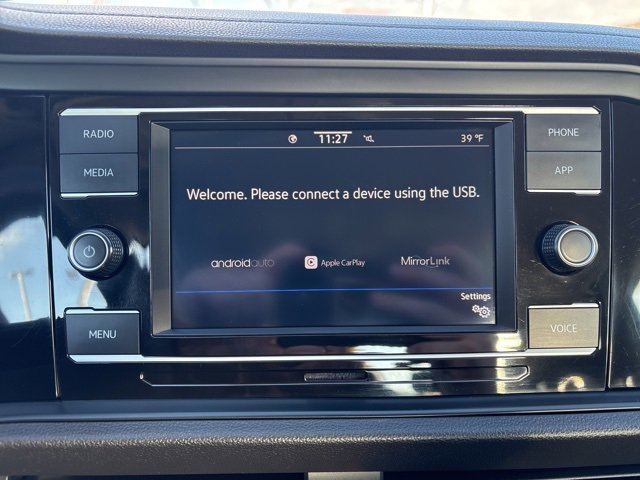 RADIO
MEDIA
MENU
11:27
39 °F
Welcome. Please connect a device using the USB.
androidauto
Apple CarPlay
MirrorLink
Settings
PHONE
APP
VOICE